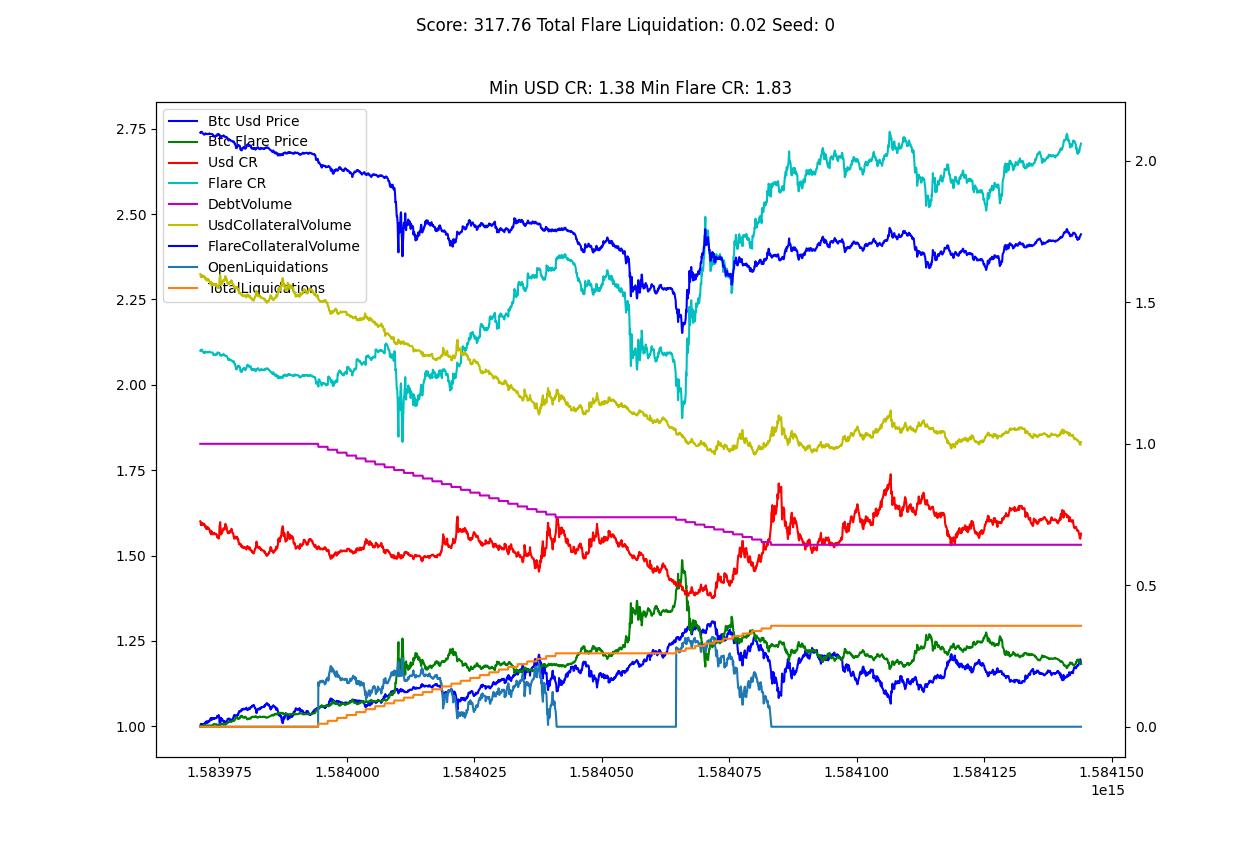 Score: 317.76 Total Flare Liquidation: 0.02 Seed: 0
Min USD CR: 1.38 Min Flare CR: 1.83
Btc Usd Price
Btc Flare Price
Usd CR
Flare CR
DebtVolume
UsdCollateralVolume
FlareCollateralVolume
OpenLiquidations
TotalLiquidations
2.75
2.50
2.25
2.00
1.75
1.50
1.25
1.00
2.0
1.5
1.0
0.5
0.0
1.583975
1.584000
1.584025
1.584050
1.584075
1.584100
1.584125
1.584150
1e15